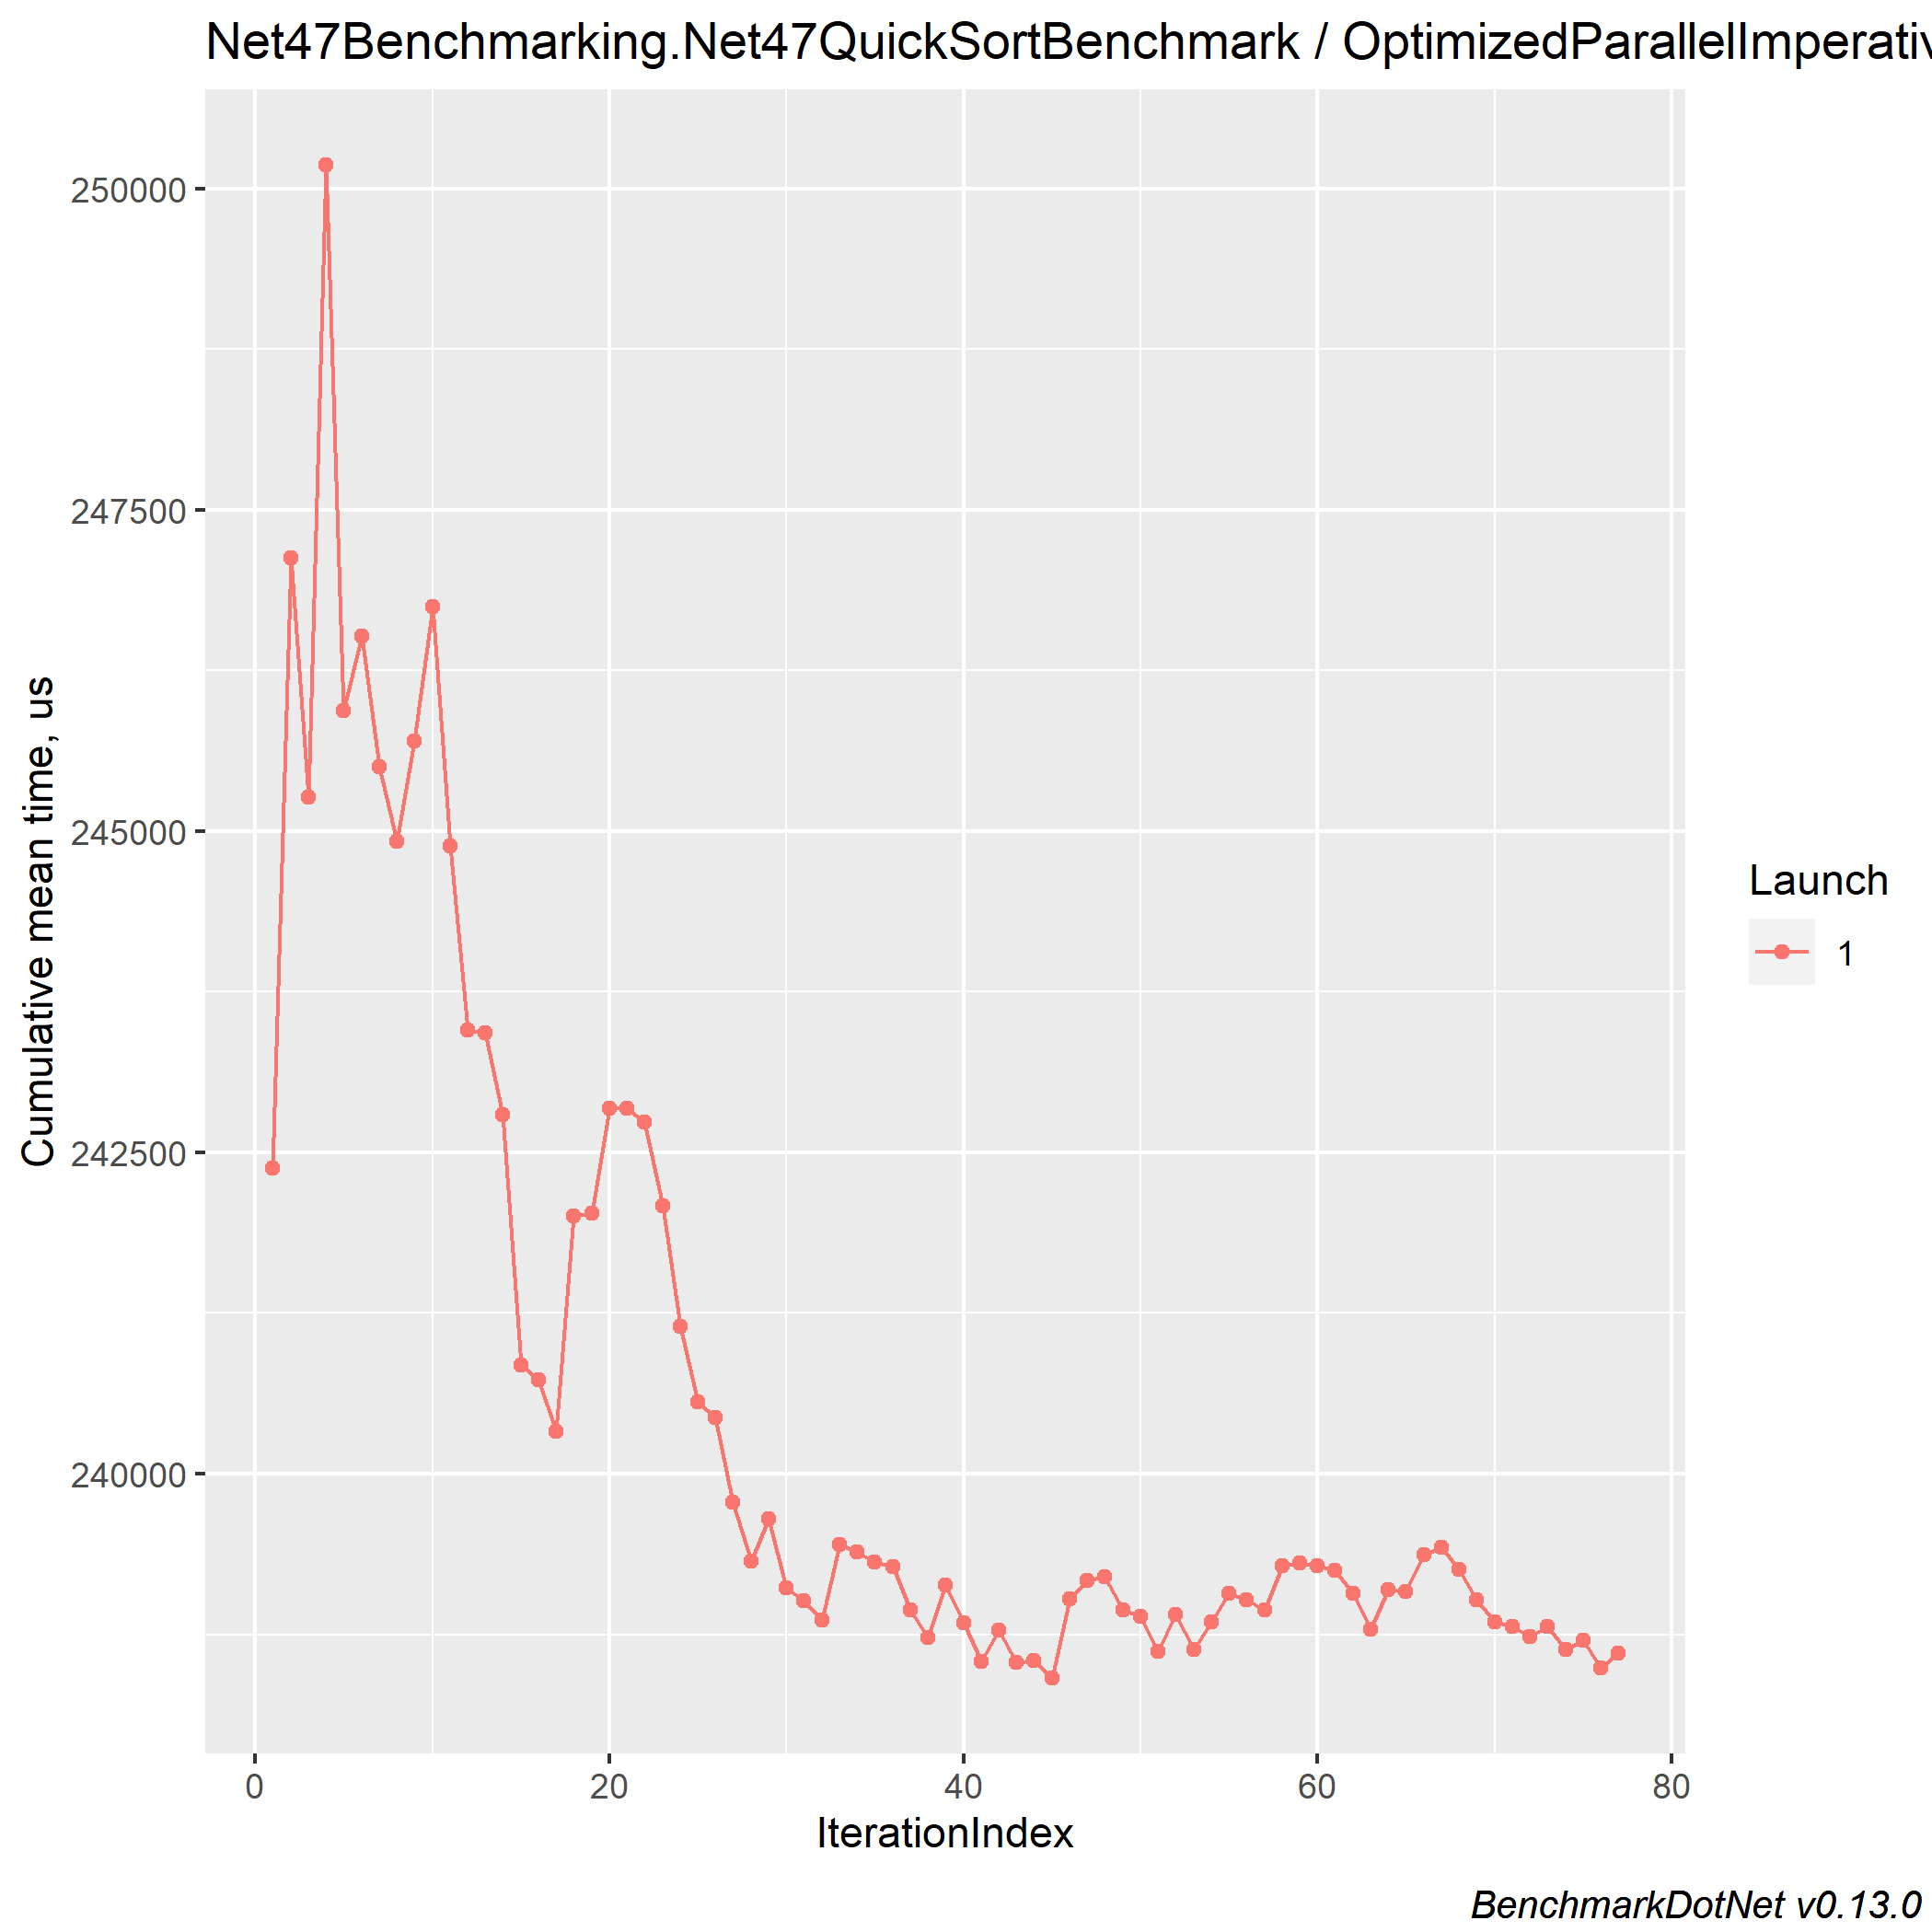 Net47Benchmarking.Net47QuickSortBenchmark / OptimizedParallelImperativ
250000
247500
245000
242500
240000
Cumulative mean time, us
0 20 40 60 80
IterationIndex
Launch
1
BenchmarkDotNet v0.13.0